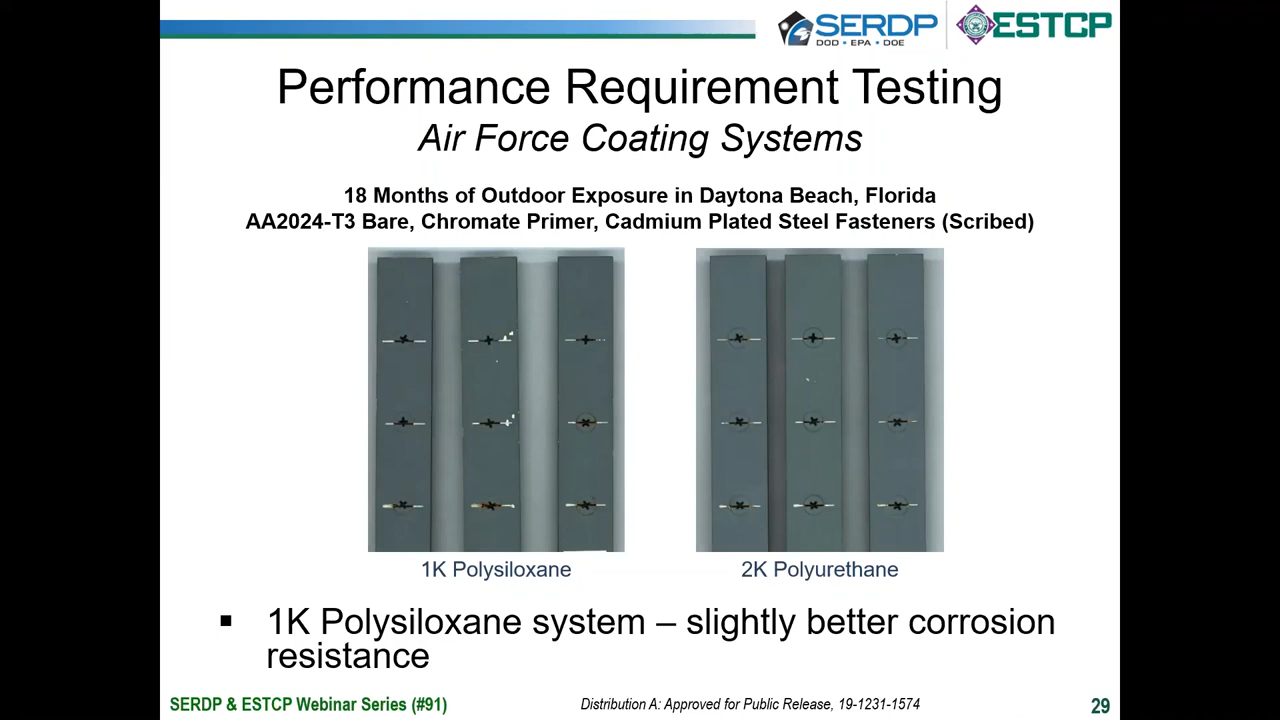 SERDP
DOD • EPA • DOE
ESTCP
Performance Requirement Testing
Air Force Coating Systems
18 Months of Outdoor Exposure in Daytona Beach, Florida
AA2024-T3 Bare, Chromate Primer, Cadmium Plated Steel Fasteners (Scribed)
1K Polysiloxane
2K Polyurethane
▪ 1K Polysiloxane system – slightly better corrosion
resistance
SERDP & ESTCP Webinar Series (#91)
Distribution A: Approved for Public Release, 19-1231-1574
29